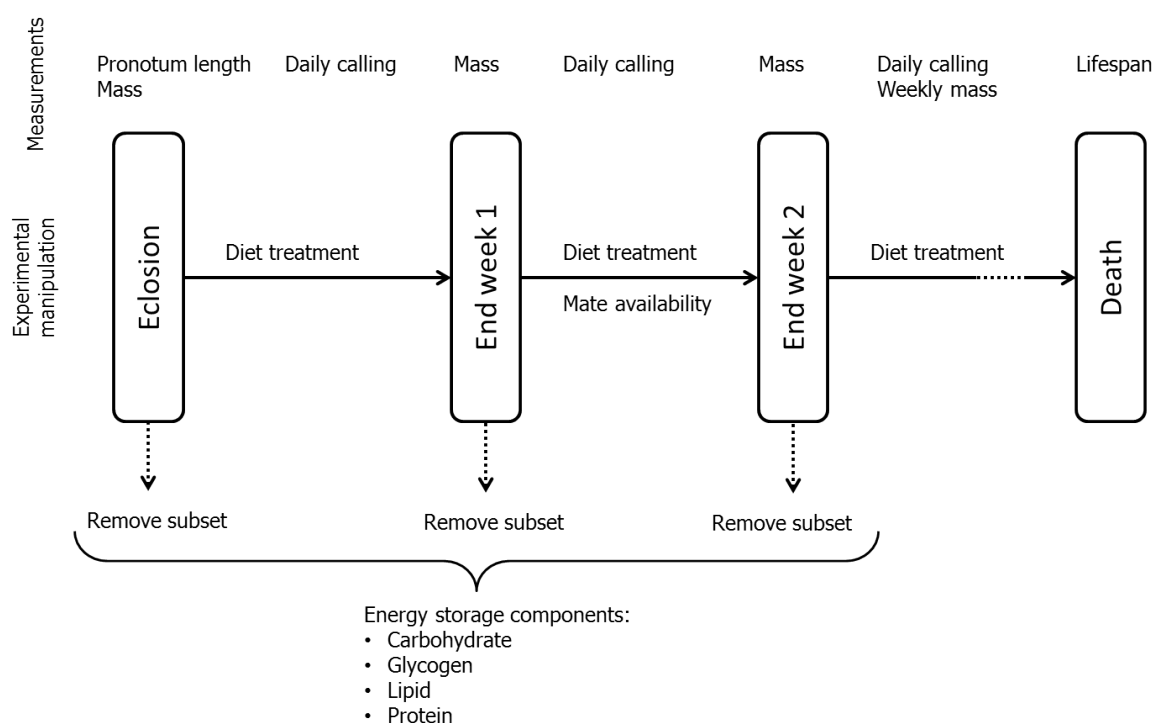 Measurements
Pronotum length
Mass
Daily calling
Mass
Daily calling
Mass
Daily calling
Weekly mass
Lifespan
Experimental
manipulation
Eclosion
Diet treatment
End week 1
Diet treatment
Mate availability
End week 2
Diet treatment
Death
Remove subset
Remove subset
Remove subset
Energy storage components:
• Carbohydrate
• Glycogen
• Lipid
• Protein